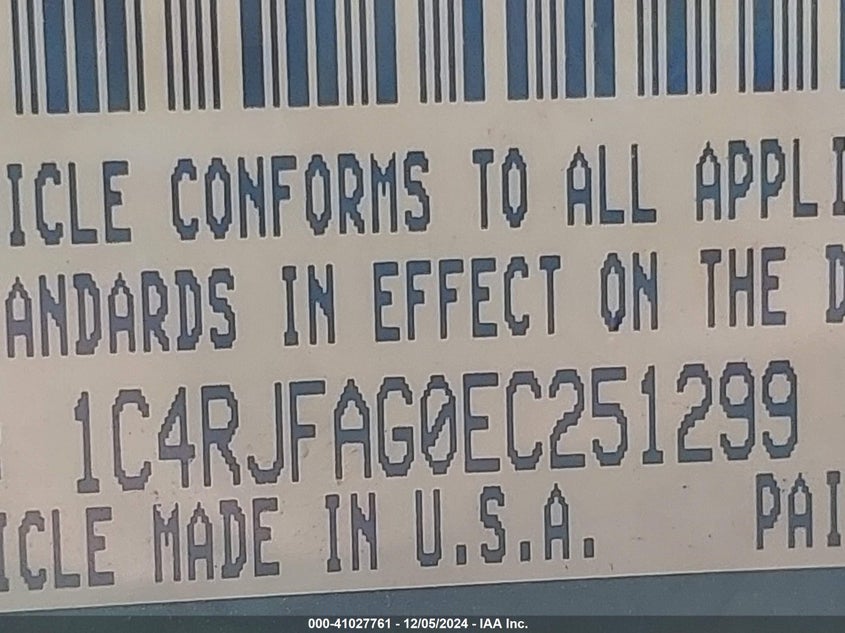 ICLE CONFORMS TO ALL APPLI
ANDARDS IN EFFECT ON THE D
1C4RJFAG0EC251299
ICLE MADE IN U.S.A. PAI
000-41027761 - 12/05/2024 - IAA Inc.